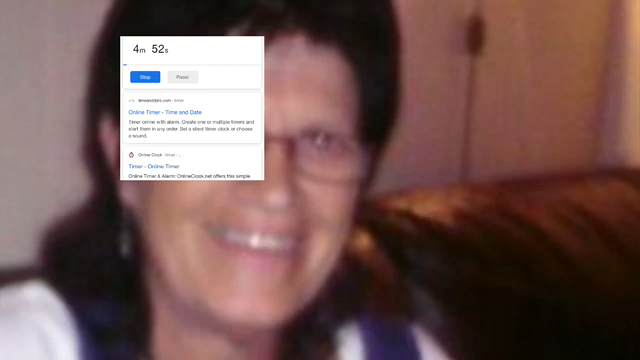 4m 52s
Stop Reset
timeanddate.com › timer
Online Timer - Time and Date
Timer online with alarm. Create one or multiple timers and
start them in any order. Set a silent timer clock or choose
a sound.
Online Clock › timer › ...
Timer - Online Timer
Online Timer & Alarm: OnlineClock.net offers this simple